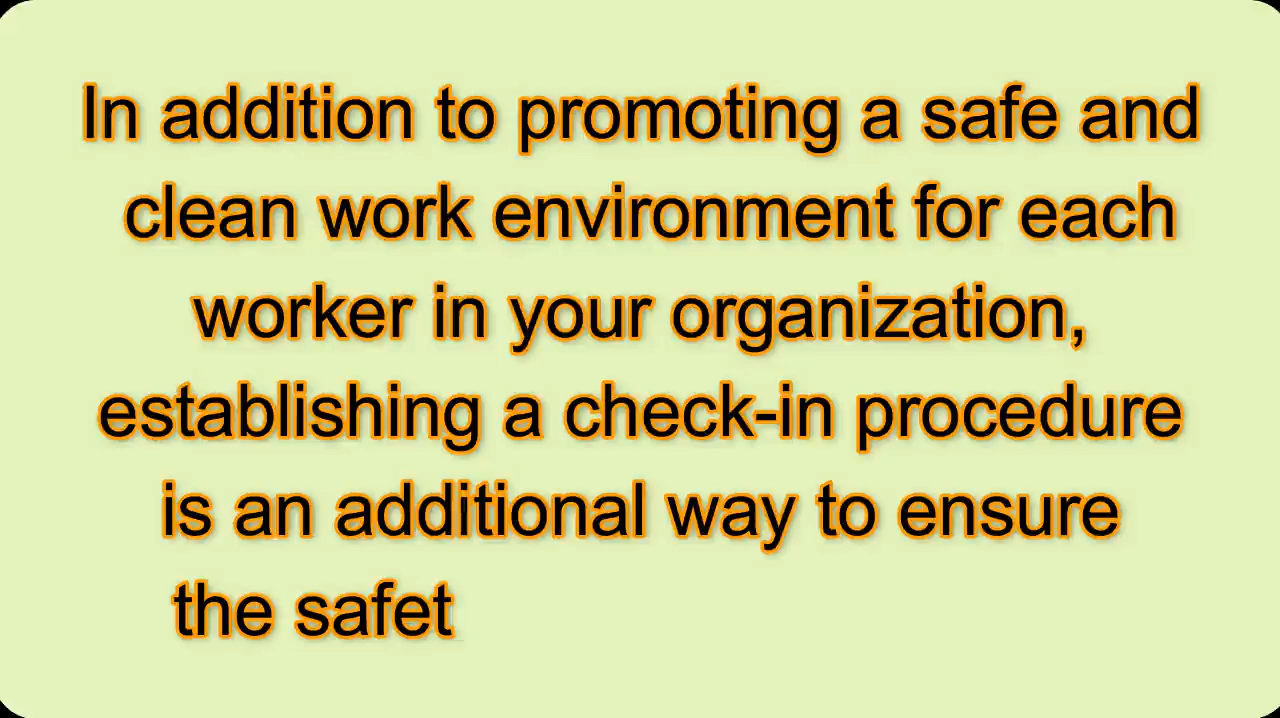 In addition to promoting a safe and
clean work environment for each
worker in your organization,
establishing a check-in procedure
is an additional way to ensure
the safet